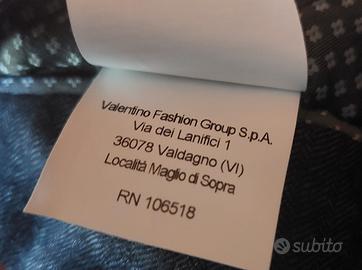 Valentino Fashion Group S.p.A.
Via dei Lanifici 1
36078 Valdagno (VI)
Località Maglio di Sopra
RN 106518
subito